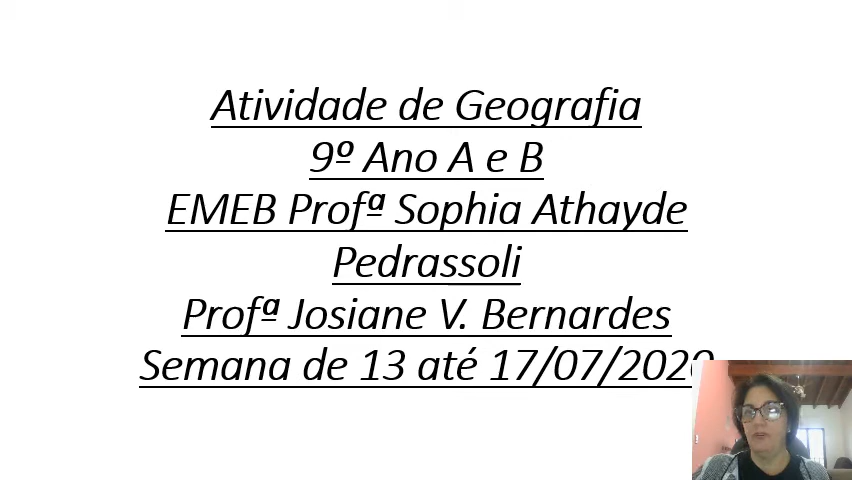 Atividade de Geografia
9º Ano A e B
EMEB Profª Sophia Athayde
Pedrassoli
Profª Josiane V. Bernardes
Semana de 13 até 17/07/2020